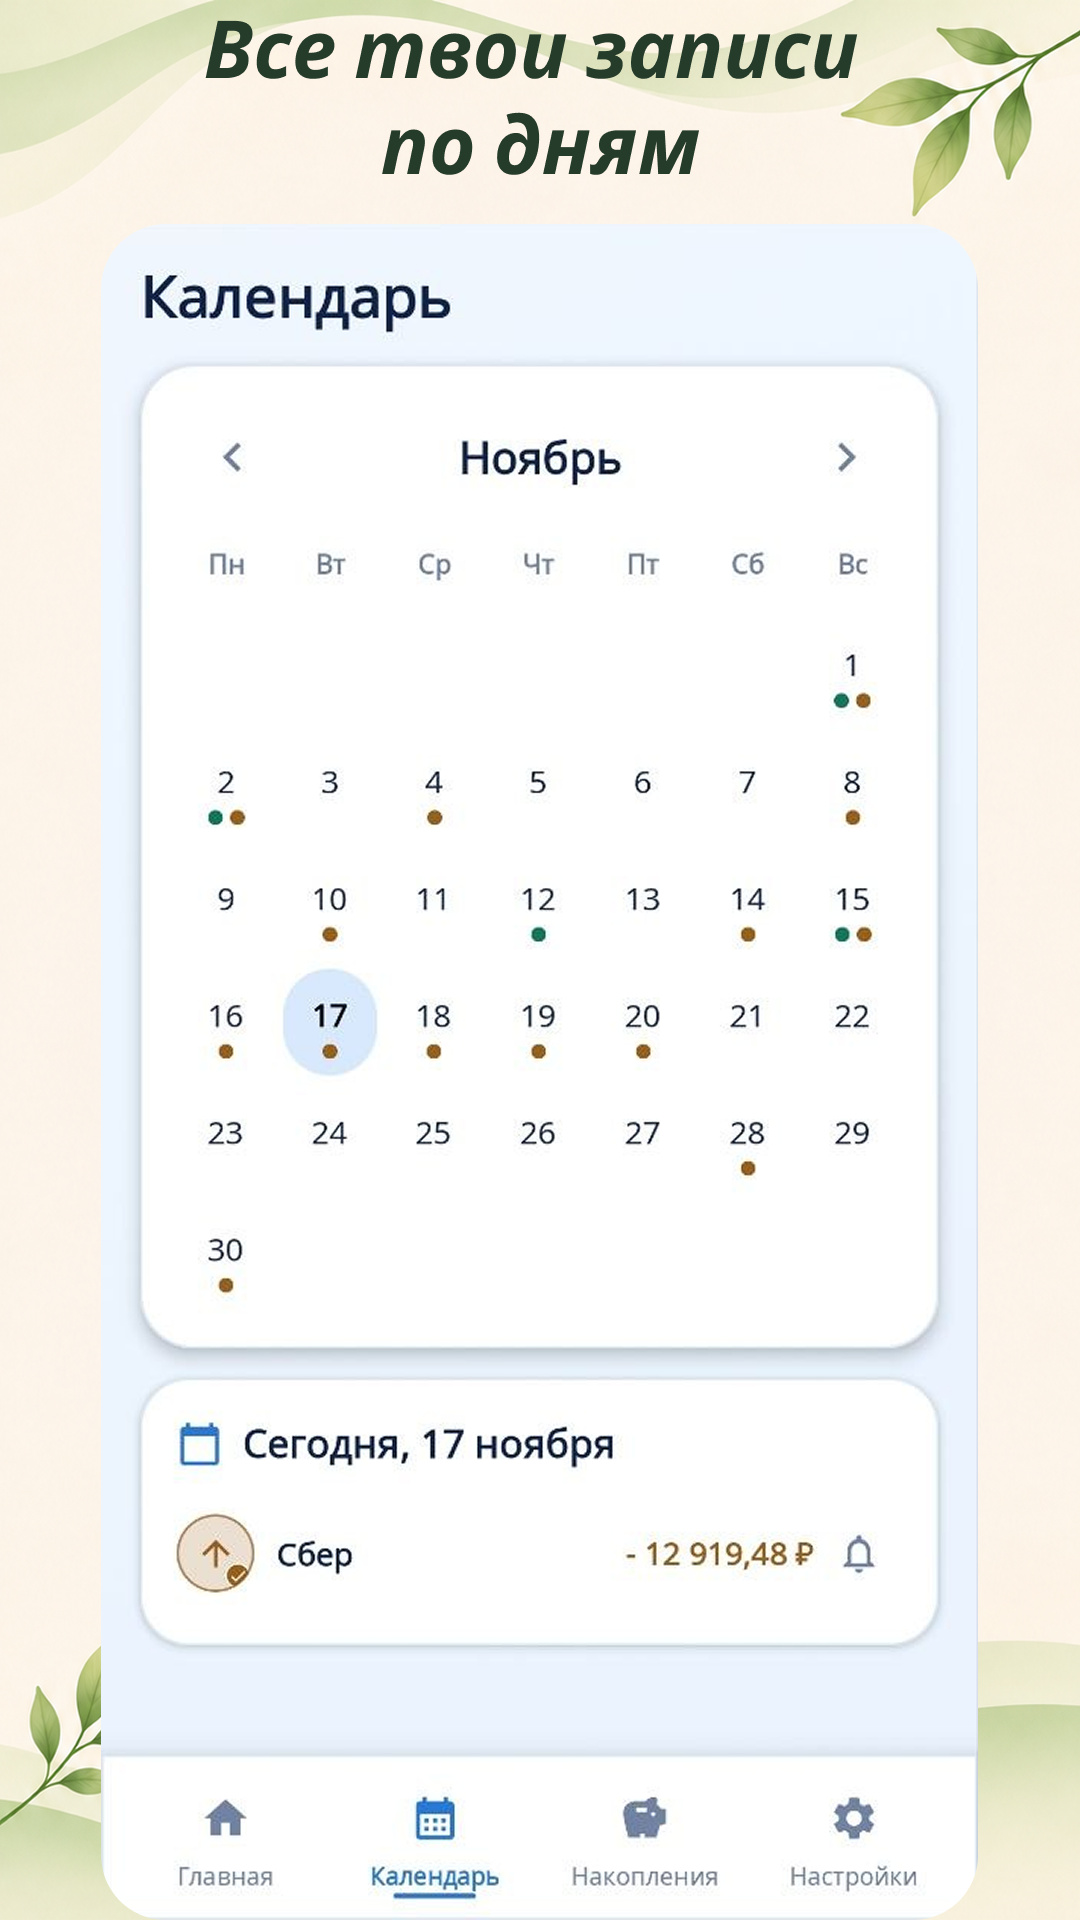 Все твои записи
по дням
Календарь
Ноябрь
Пн Вт Ср Чт Пт Сб Вс
1
2 3 4 5 6 7 8
9 10 11 12 13 14 15
16 17 18 19 20 21 22
23 24 25 26 27 28 29
30
Сегодня, 17 ноября
Сбер - 12 919,48 ₽
Главная Календарь Накопления Настройки